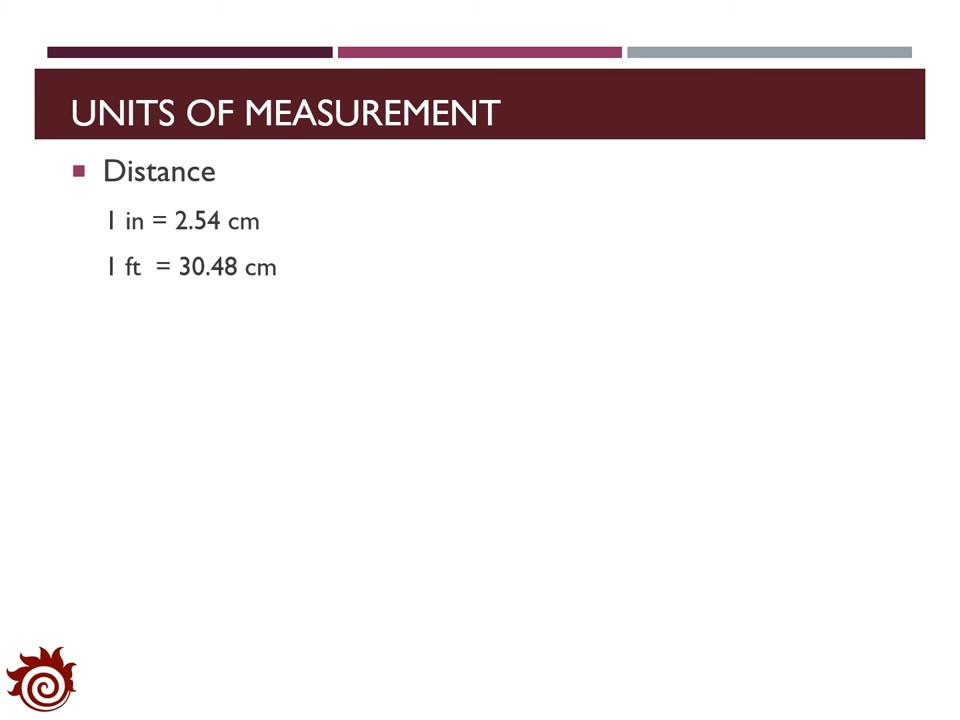 UNITS OF MEASUREMENT
Distance
1 in = 2.54 cm
1 ft = 30.48 cm